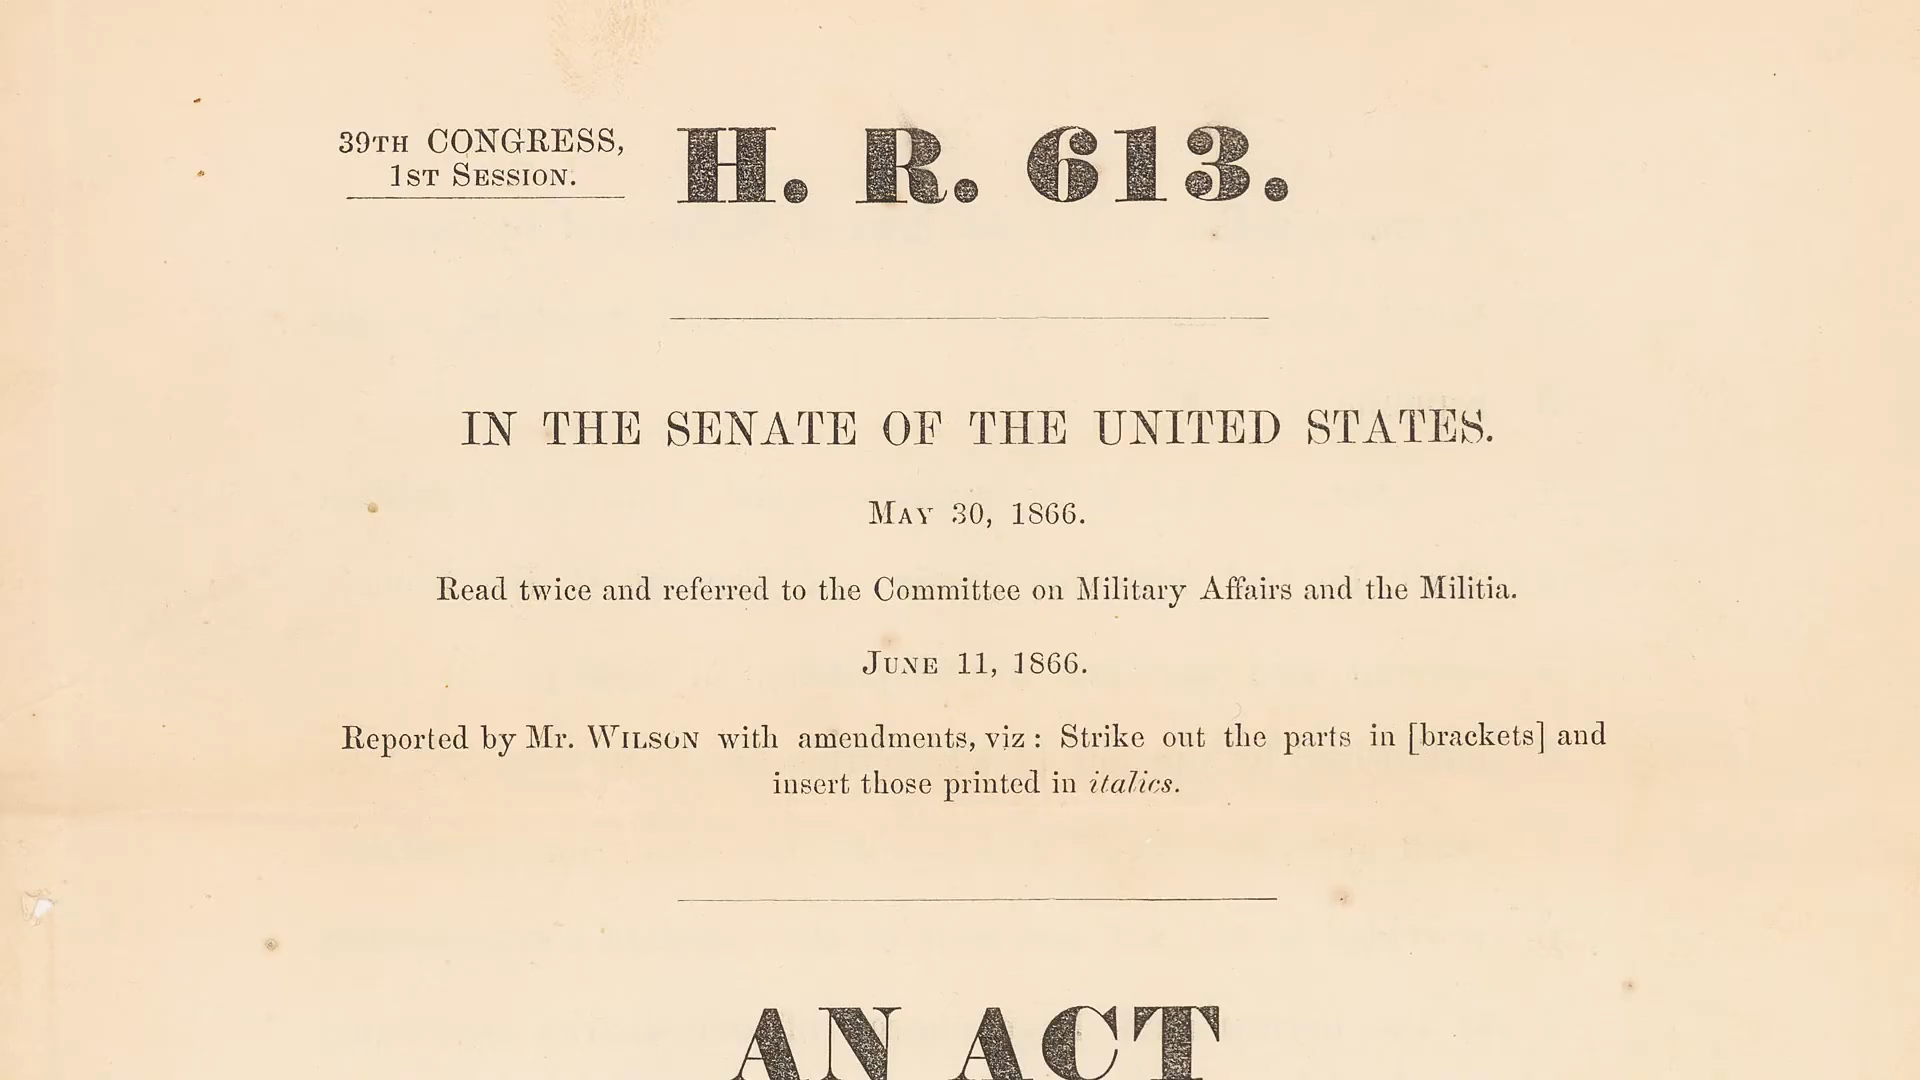 39TH CONGRESS,
1ST SESSION.
H. R. 613.
IN THE SENATE OF THE UNITED STATES.
MAY 30, 1866.
Read twice and referred to the Committee on Military Affairs and the Militia.
JUNE 11, 1866.
Reported by Mr. WILSON with amendments, viz : Strike out the parts in [brackets] and
insert those printed in italics.
AN ACT